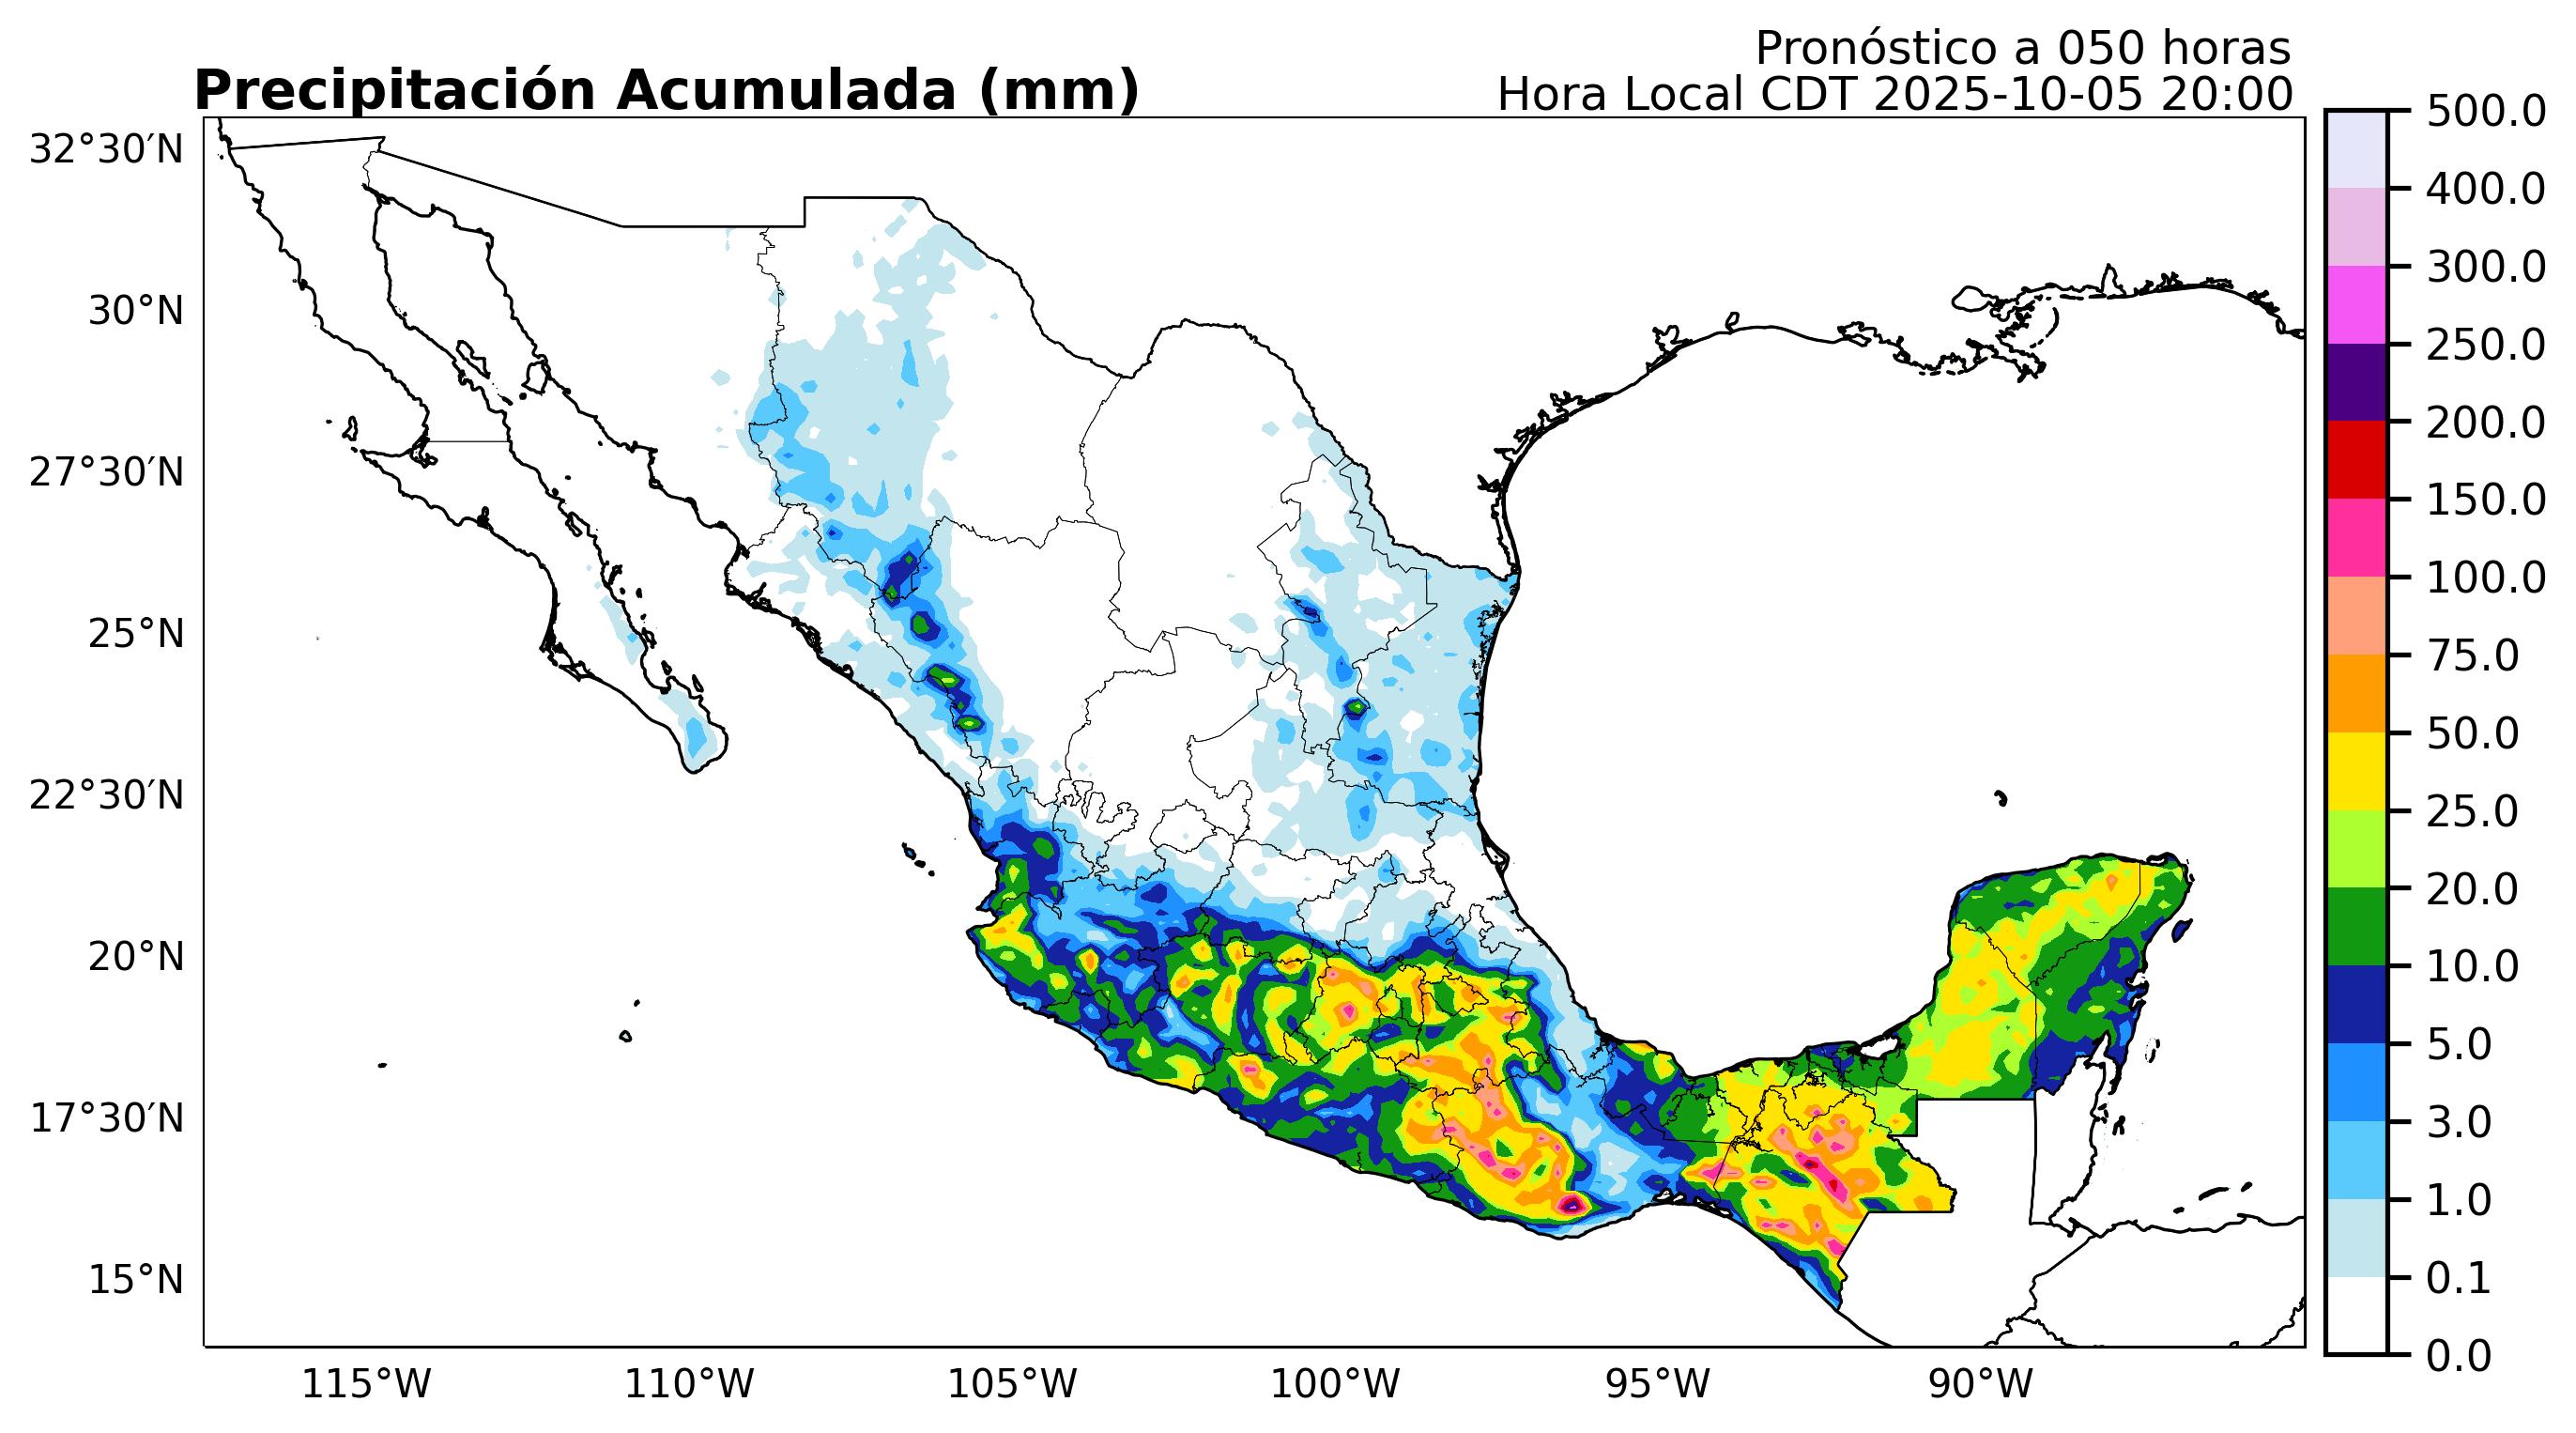 Pronóstico a 050 horas
Precipitación Acumulada (mm)
Hora Local CDT 2025-10-05 20:00
32°30′N
30°N
27°30′N
25°N
22°30′N
20°N
17°30′N
15°N
115°W
110°W
105°W
100°W
95°W
90°W
500.0
400.0
300.0
250.0
200.0
150.0
100.0
75.0
50.0
25.0
20.0
10.0
5.0
3.0
1.0
0.1
0.0